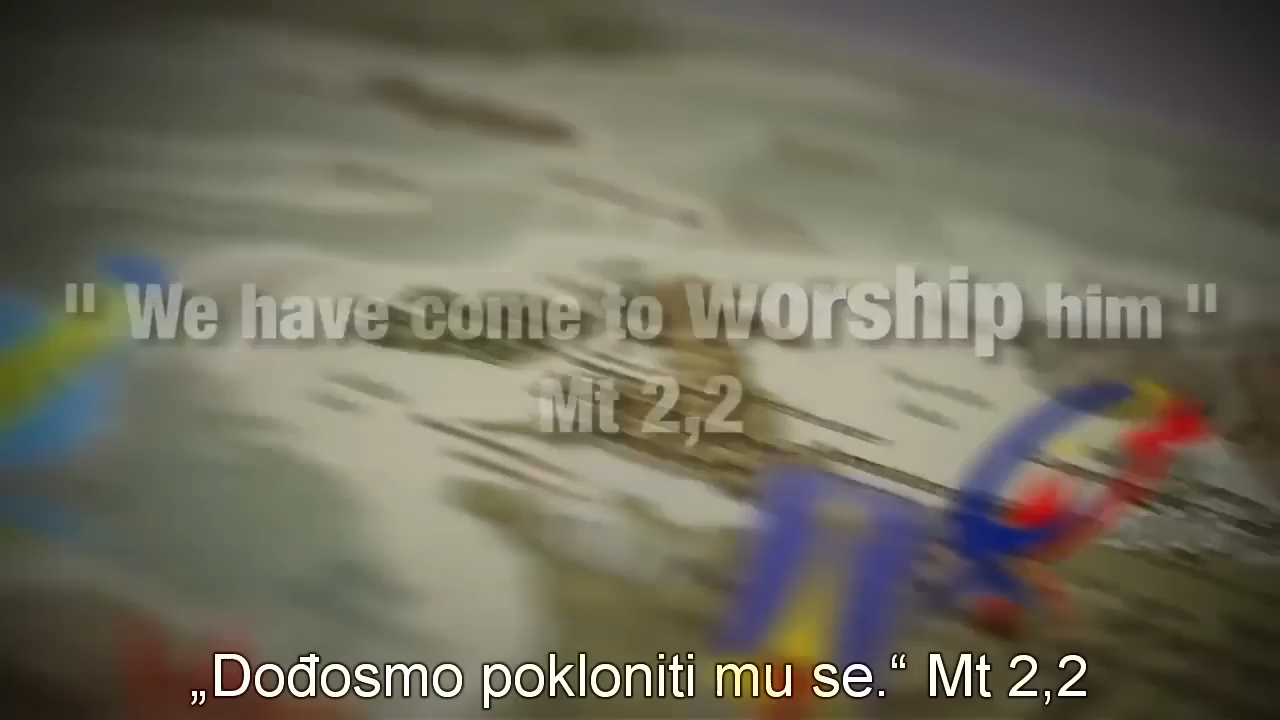 " We have come to worship him "
Mt 2,2
„Dođosmo pokloniti mu se.“ Mt 2,2